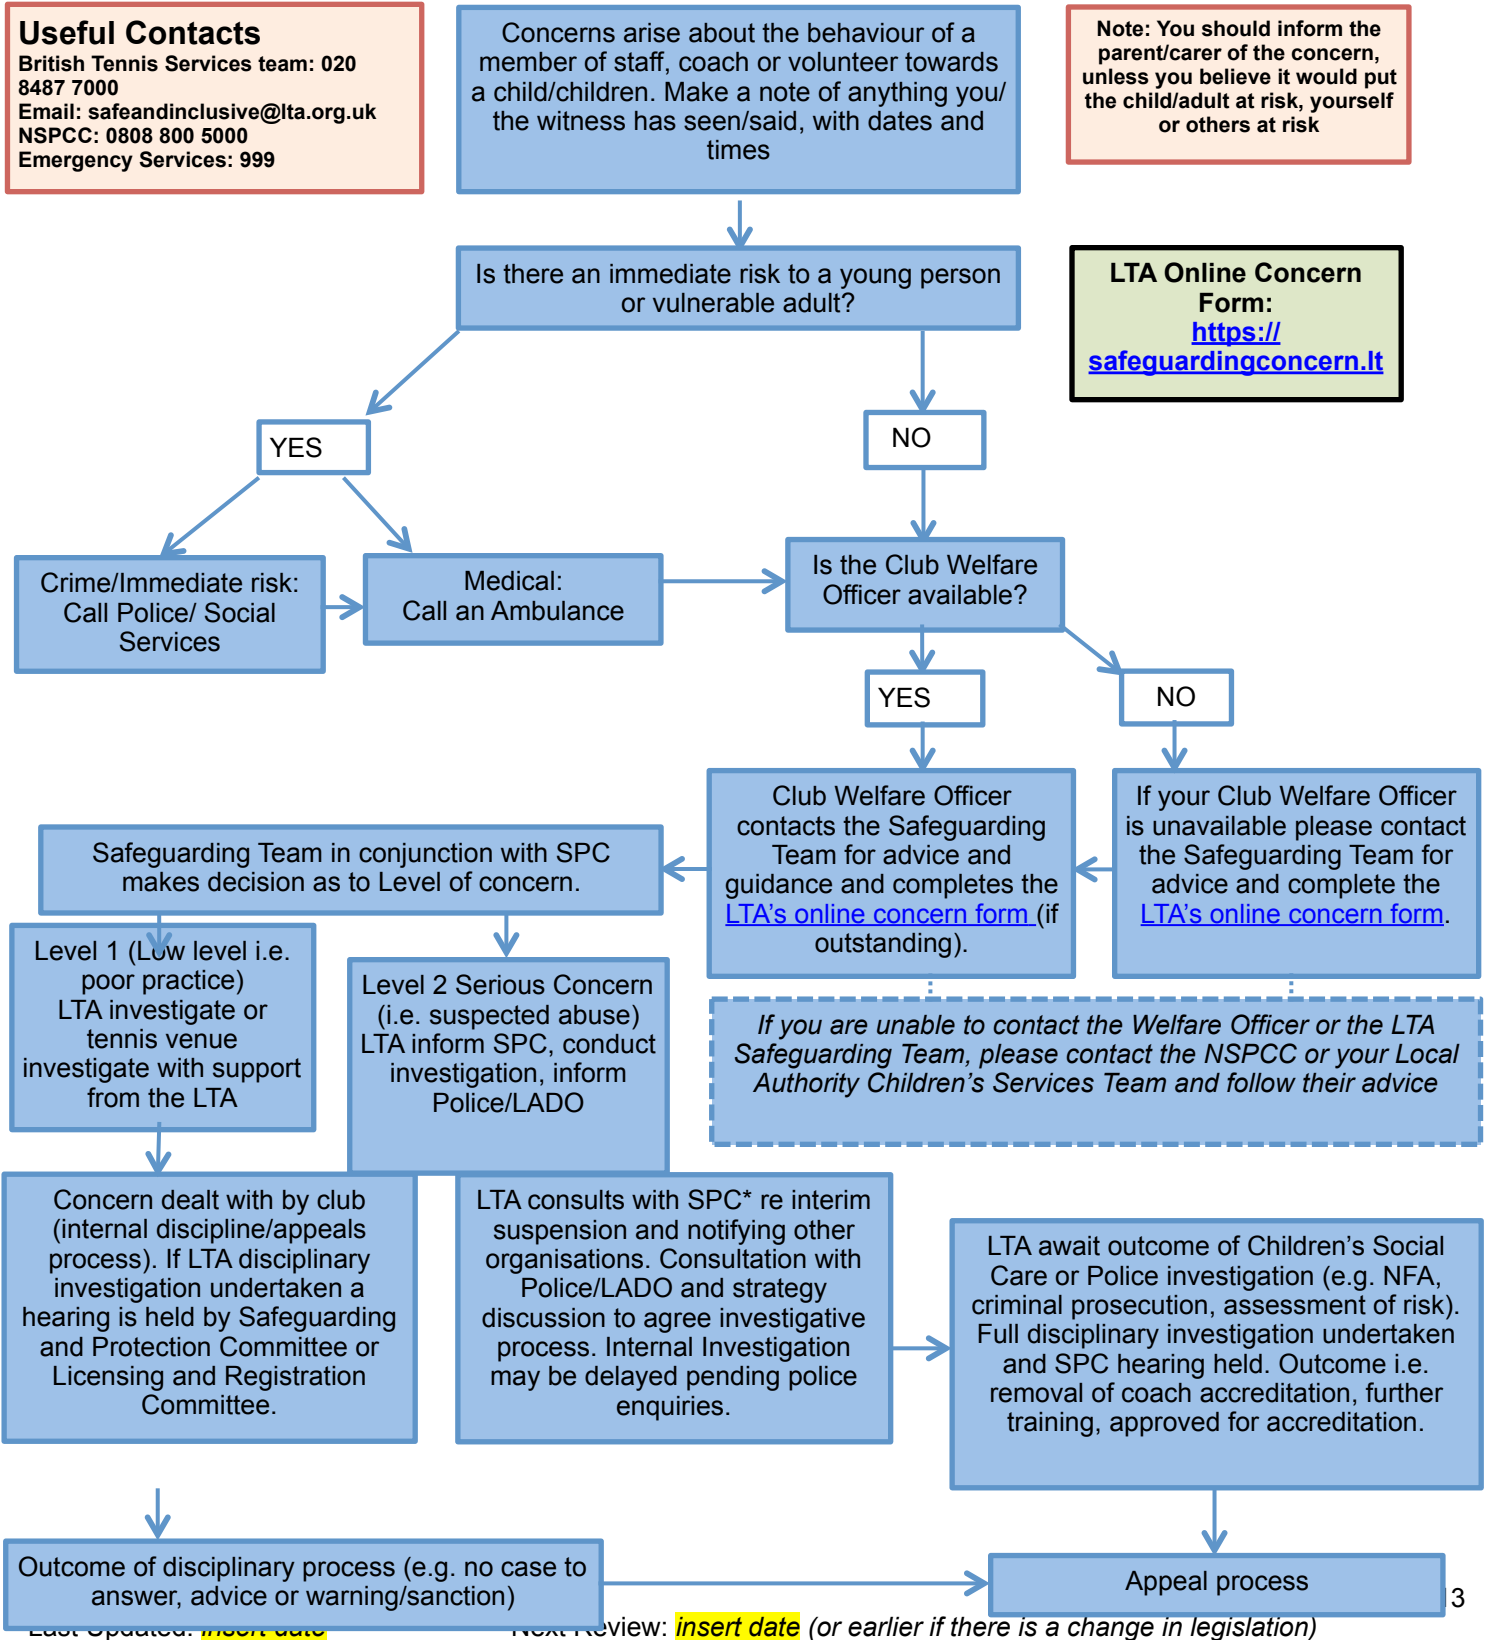 Useful Contacts
British Tennis Services team: 020
8487 7000
Email: safeandinclusive@lta.org.uk
NSPCC: 0808 800 5000
Emergency Services: 999
Concerns arise about the behaviour of a
member of staff, coach or volunteer towards
a child/children. Make a note of anything you/
the witness has seen/said, with dates and
times
Note: You should inform the
parent/carer of the concern,
unless you believe it would put
the child/adult at risk, yourself
or others at risk
Is there an immediate risk to a young person
or vulnerable adult?
LTA Online Concern
Form:
https://
safeguardingconcern.lt
YES
NO
Crime/Immediate risk:
Call Police/ Social
Services
Medical:
Call an Ambulance
Is the Club Welfare
Officer available?
YES
NO
Club Welfare Officer
contacts the Safeguarding
Team for advice and
guidance and completes the
LTA's online concern form (if
outstanding).
If your Club Welfare Officer
is unavailable please contact
the Safeguarding Team for
advice and complete the
LTA's online concern form.
Safeguarding Team in conjunction with SPC
makes decision as to Level of concern.
Level 1 (Low level i.e.
poor practice)
LTA investigate or
tennis venue
investigate with support
from the LTA
Level 2 Serious Concern
(i.e. suspected abuse)
LTA inform SPC, conduct
investigation, inform
Police/LADO
If you are unable to contact the Welfare Officer or the LTA
Safeguarding Team, please contact the NSPCC or your Local
Authority Children's Services Team and follow their advice
Concern dealt with by club
(internal discipline/appeals
process). If LTA disciplinary
investigation undertaken a
hearing is held by Safeguarding
and Protection Committee or
Licensing and Registration
Committee.
LTA consults with SPC* re interim
suspension and notifying other
organisations. Consultation with
Police/LADO and strategy
discussion to agree investigative
process. Internal Investigation
may be delayed pending police
enquiries.
LTA await outcome of Children's Social
Care or Police investigation (e.g. NFA,
criminal prosecution, assessment of risk).
Full disciplinary investigation undertaken
and SPC hearing held. Outcome i.e.
removal of coach accreditation, further
training, approved for accreditation.
Outcome of disciplinary process (e.g. no case to
answer, advice or warning/sanction)
Appeal process
13
Last Updated: insert date Next Review: insert date (or earlier if there is a change in legislation)